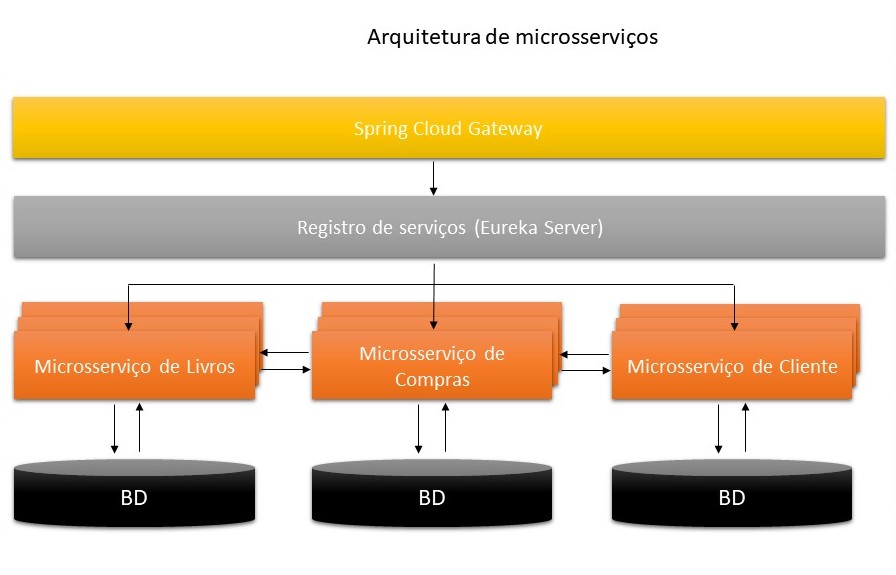 Arquitetura de microsserviços
Spring Cloud Gateway
Registro de serviços (Eureka Server)
Microsserviço de Livros
Microsserviço de
Compras
Microsserviço de Cliente
BD
BD
BD